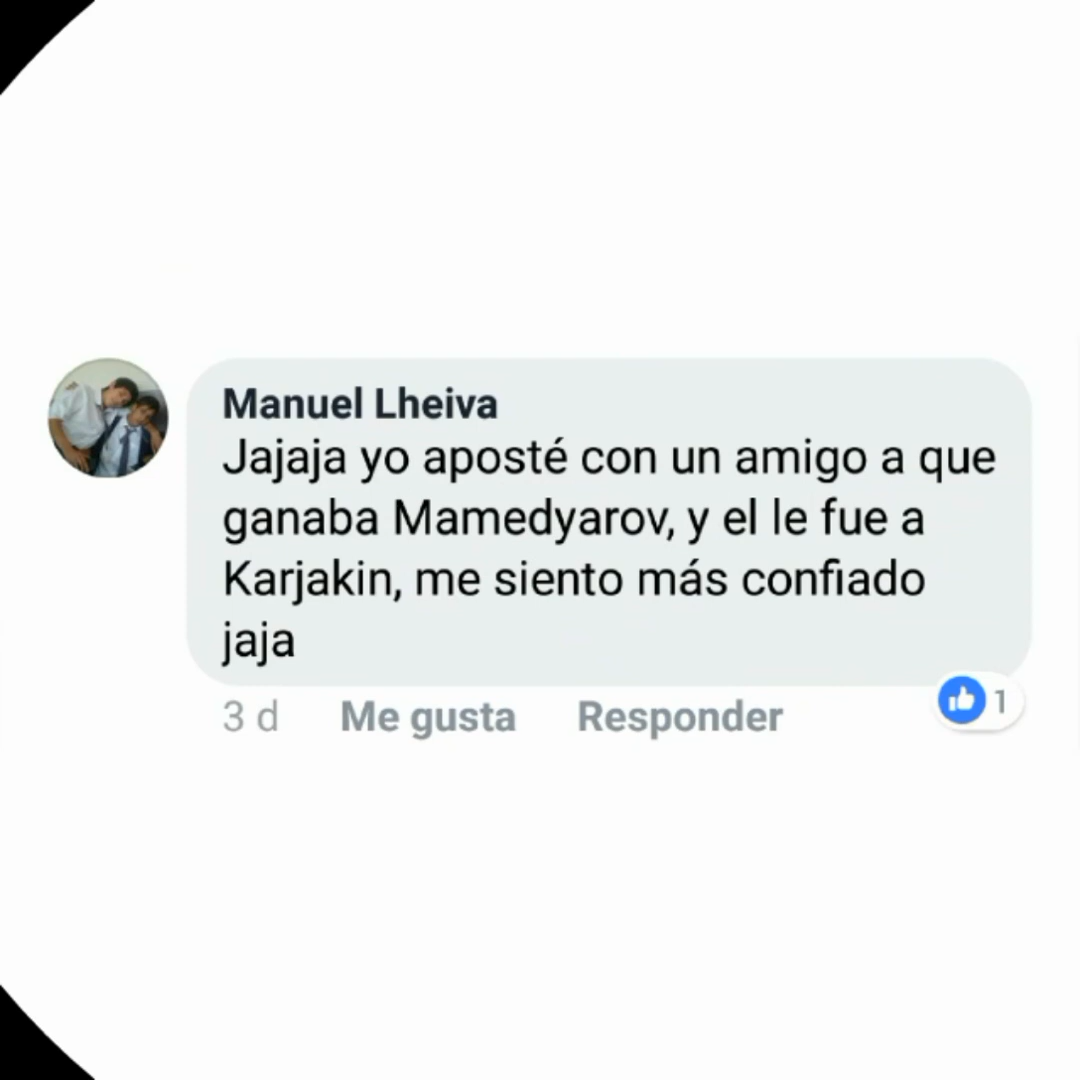 Manuel Lheiva
Jajaja yo aposté con un amigo a que
ganaba Mamedyarov, y el le fue a
Karjakin, me siento más confiado
jaja
3 d Me gusta Responder 1